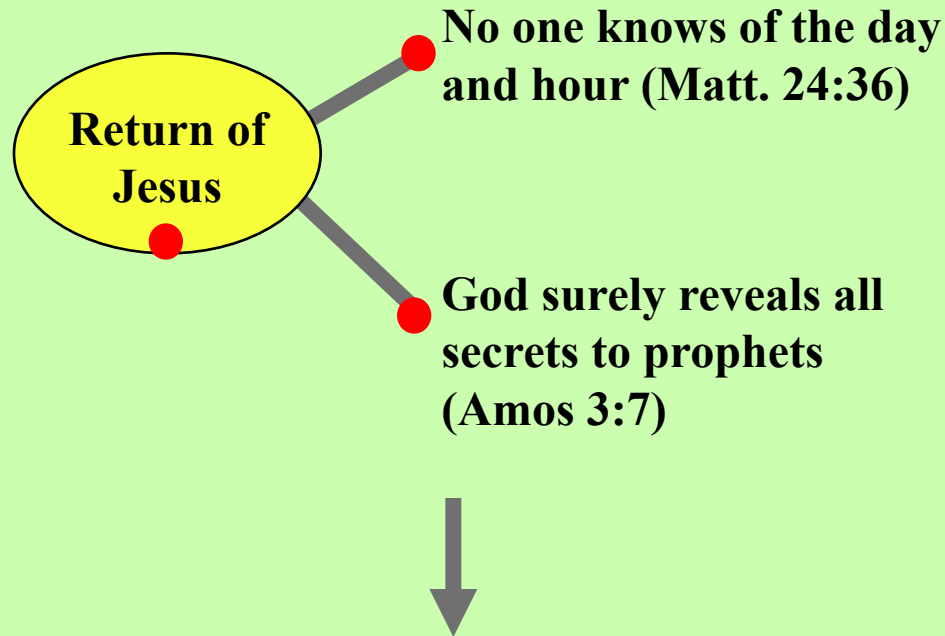 Return of
Jesus
No one knows of the day
and hour (Matt. 24:36)
God surely reveals all
secrets to prophets
(Amos 3:7)